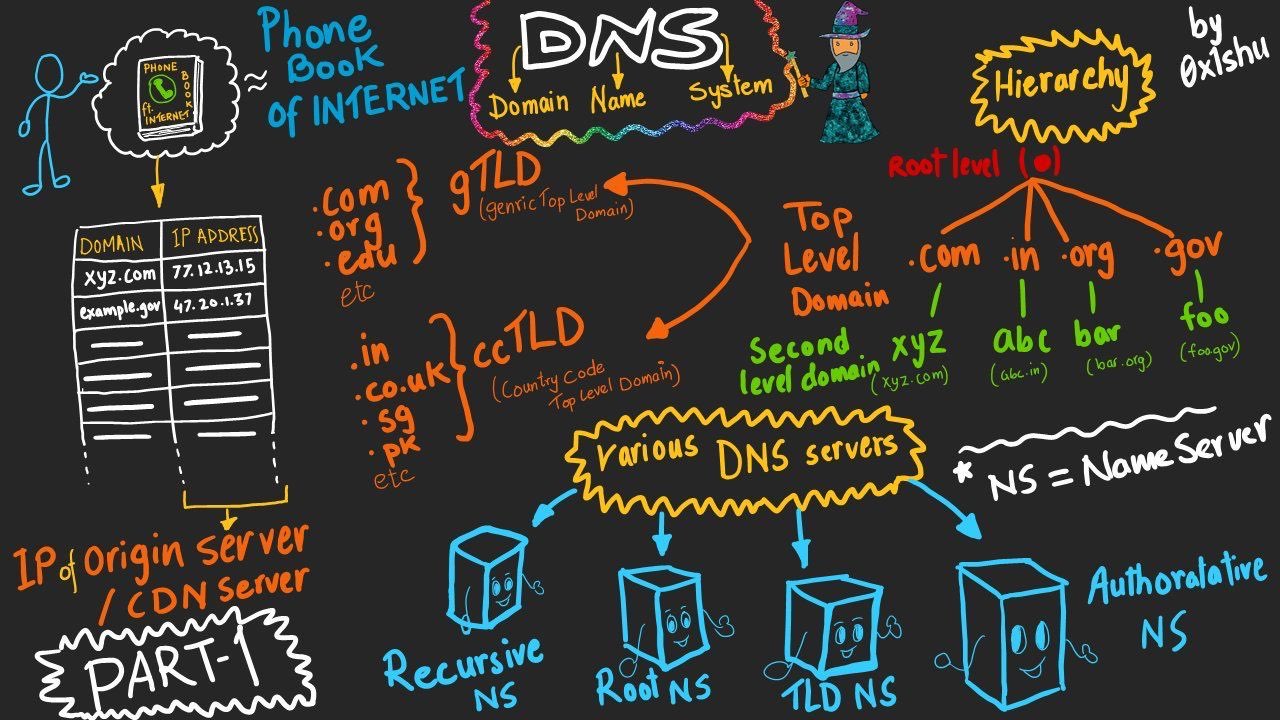 Phone
Book
of INTERNET
PHONE
BOOK
ft.
INTERNET
DNS
Domain Name System
by
0x1shu
Hierarchy
Root level (•)
DOMAIN
IP ADDRESS
xyz.com
77.12.13.15
example.gov
47.20.1.37
IP of Origin Server
/ CDN Server
PART-1
.com
.org
.edu
etc
gTLD
(genric Top Level
Domain)
.in
.co.uk
.sg
.pk
etc
ccTLD
(Country Code
Top Level Domain)
Top
Level
Domain
.com .in .org .gov
Second
level domain
xyz abc bar foo
(xyz.com) (abc.in) (bar.org) (foo.gov)
Various DNS servers
* NS = Name Server
Recursive
NS
Root NS
TLD NS
Authoratative
NS